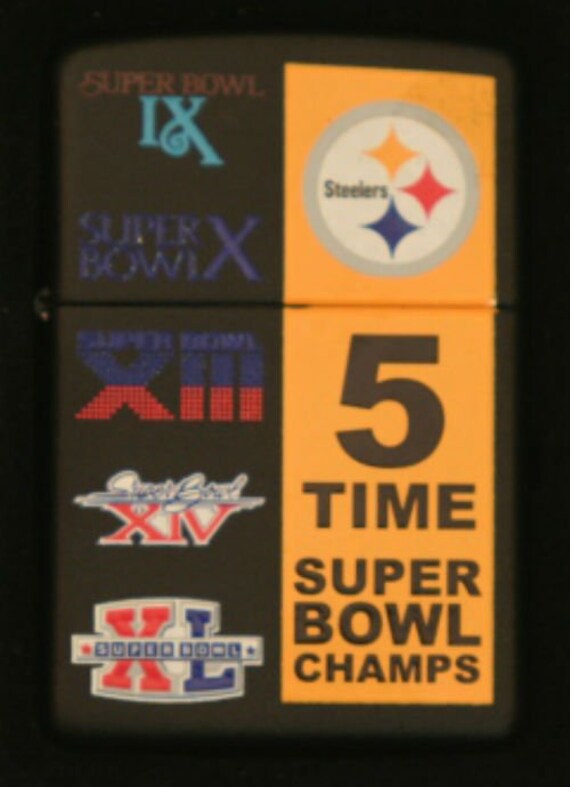 SUPER BOWL
IX
SUPER
BOWL X
SUPER BOWL
XIII
Super Bowl
XIV
XL
SUPER BOWL
Steelers
5
TIME
SUPER
BOWL
CHAMPS